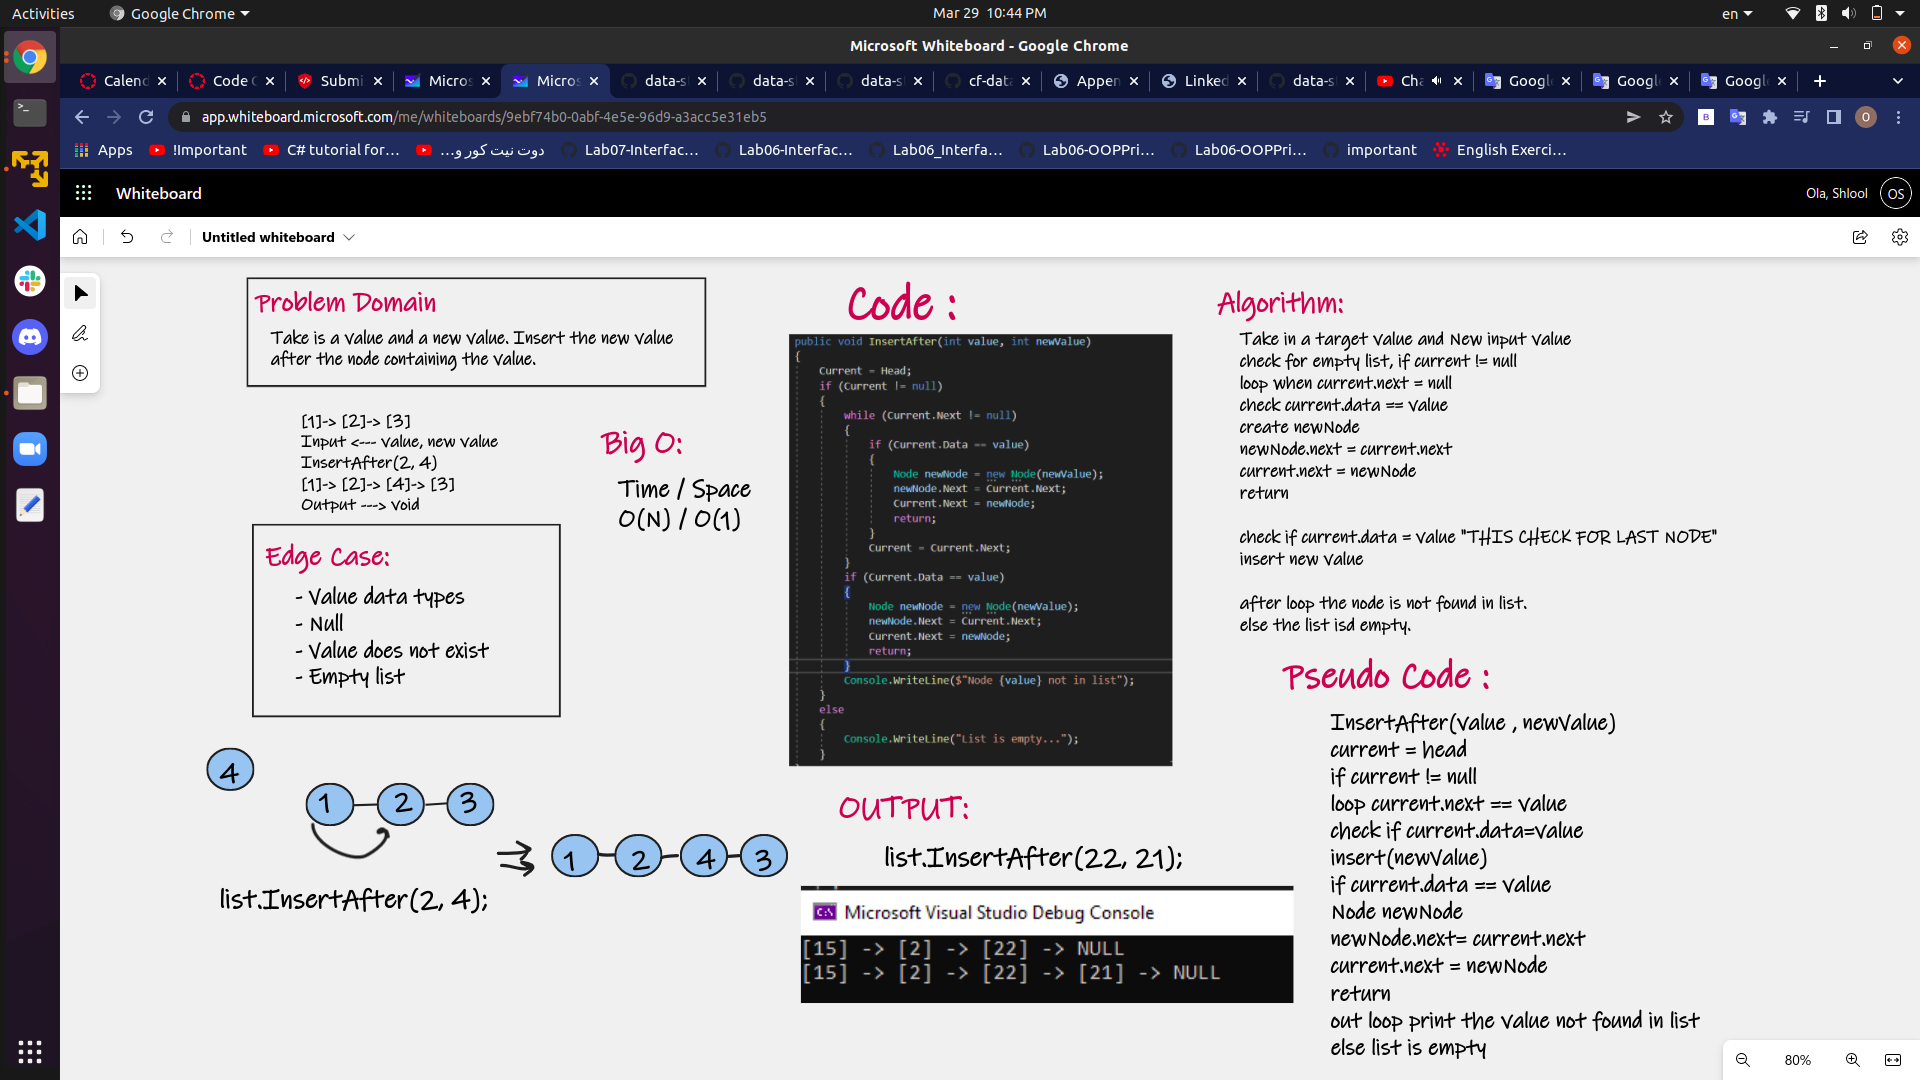 Activities
Google Chrome
Mar 29 10:44 PM
en
Microsoft Whiteboard - Google Chrome
Calend
Code C
Submi
Micros
Micros
data-s
data-s
data-s
cf-dat
Appen
Linked
data-s
Cha
Google
Google
Google
app.whiteboard.microsoft.com/me/whiteboards/9ebf74b0-0abf-4e5e-96d9-a3acc5e31eb5
Apps
!Important
C# tutorial for...
دوت نيت كور و...
Lab07-Interfac...
Lab06-Interfac...
Lab06_Interfa...
Lab06-OOPPri...
Lab06-OOPPri...
important
English Exerci...
Whiteboard
Ola, Shlool
OS
Untitled whiteboard
Problem Domain
Take is a value and a new value. Insert the new value
after the node containing the value.
[1]-> [2]-> [3]
Input <--- value, new value
InsertAfter(2, 4)
[1]-> [2]-> [4]-> [3]
Output ---> void
Big O:
Time / Space
O(N) / O(1)
Edge Case:
- Value data types
- Null
- Value does not exist
- Empty list
4
1 2 3
1 2 4 3
list.InsertAfter(2, 4);
Code :
public void InsertAfter(int value, int newValue)
{
Current = Head;
if (Current != null)
{
while (Current.Next != null)
{
if (Current.Data == value)
{
Node newNode = new Node(newValue);
newNode.Next = Current.Next;
Current.Next = newNode;
return;
}
Current = Current.Next;
}
if (Current.Data == value)
{
Node newNode = new Node(newValue);
newNode.Next = Current.Next;
Current.Next = newNode;
return;
}
Console.WriteLine($"Node {value} not in list");
}
else
{
Console.WriteLine("List is empty...");
}
OUTPUT:
list.InsertAfter(22, 21);
C:\ Microsoft Visual Studio Debug Console
[15] -> [2] -> [22] -> NULL
[15] -> [2] -> [22] -> [21] -> NULL
Algorithm:
Take in a target value and New input value
check for empty list, if current != null
loop when current.next = null
check current.data == value
create newNode
newNode.next = current.next
current.next = newNode
return
check if current.data = value "THIS CHECK FOR LAST NODE"
insert new value
after loop the node is not found in list.
else the list isd empty.
Pseudo Code :
InsertAfter(value , newValue)
current = head
if current != null
loop current.next == value
check if current.data=value
insert(newValue)
if current.data == value
Node newNode
newNode.next= current.next
current.next = newNode
return
out loop print the value not found in list
else list is empty
80%